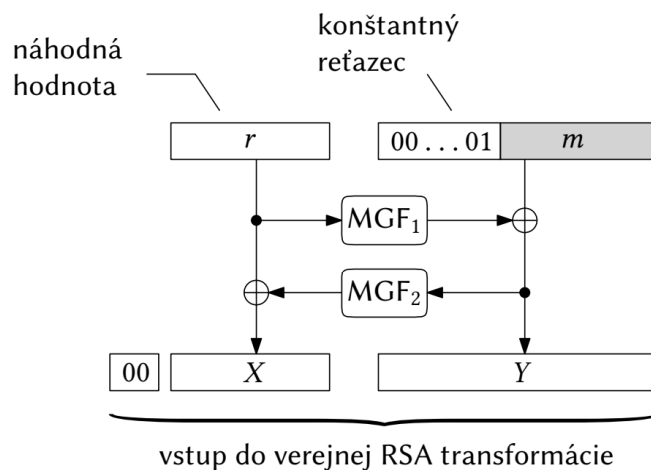 náhodná
hodnota
konštantný
reťazec
r
00 . . . 01
m
MGF₁
MGF₂
00
X
Y
vstup do verejnej RSA transformácie